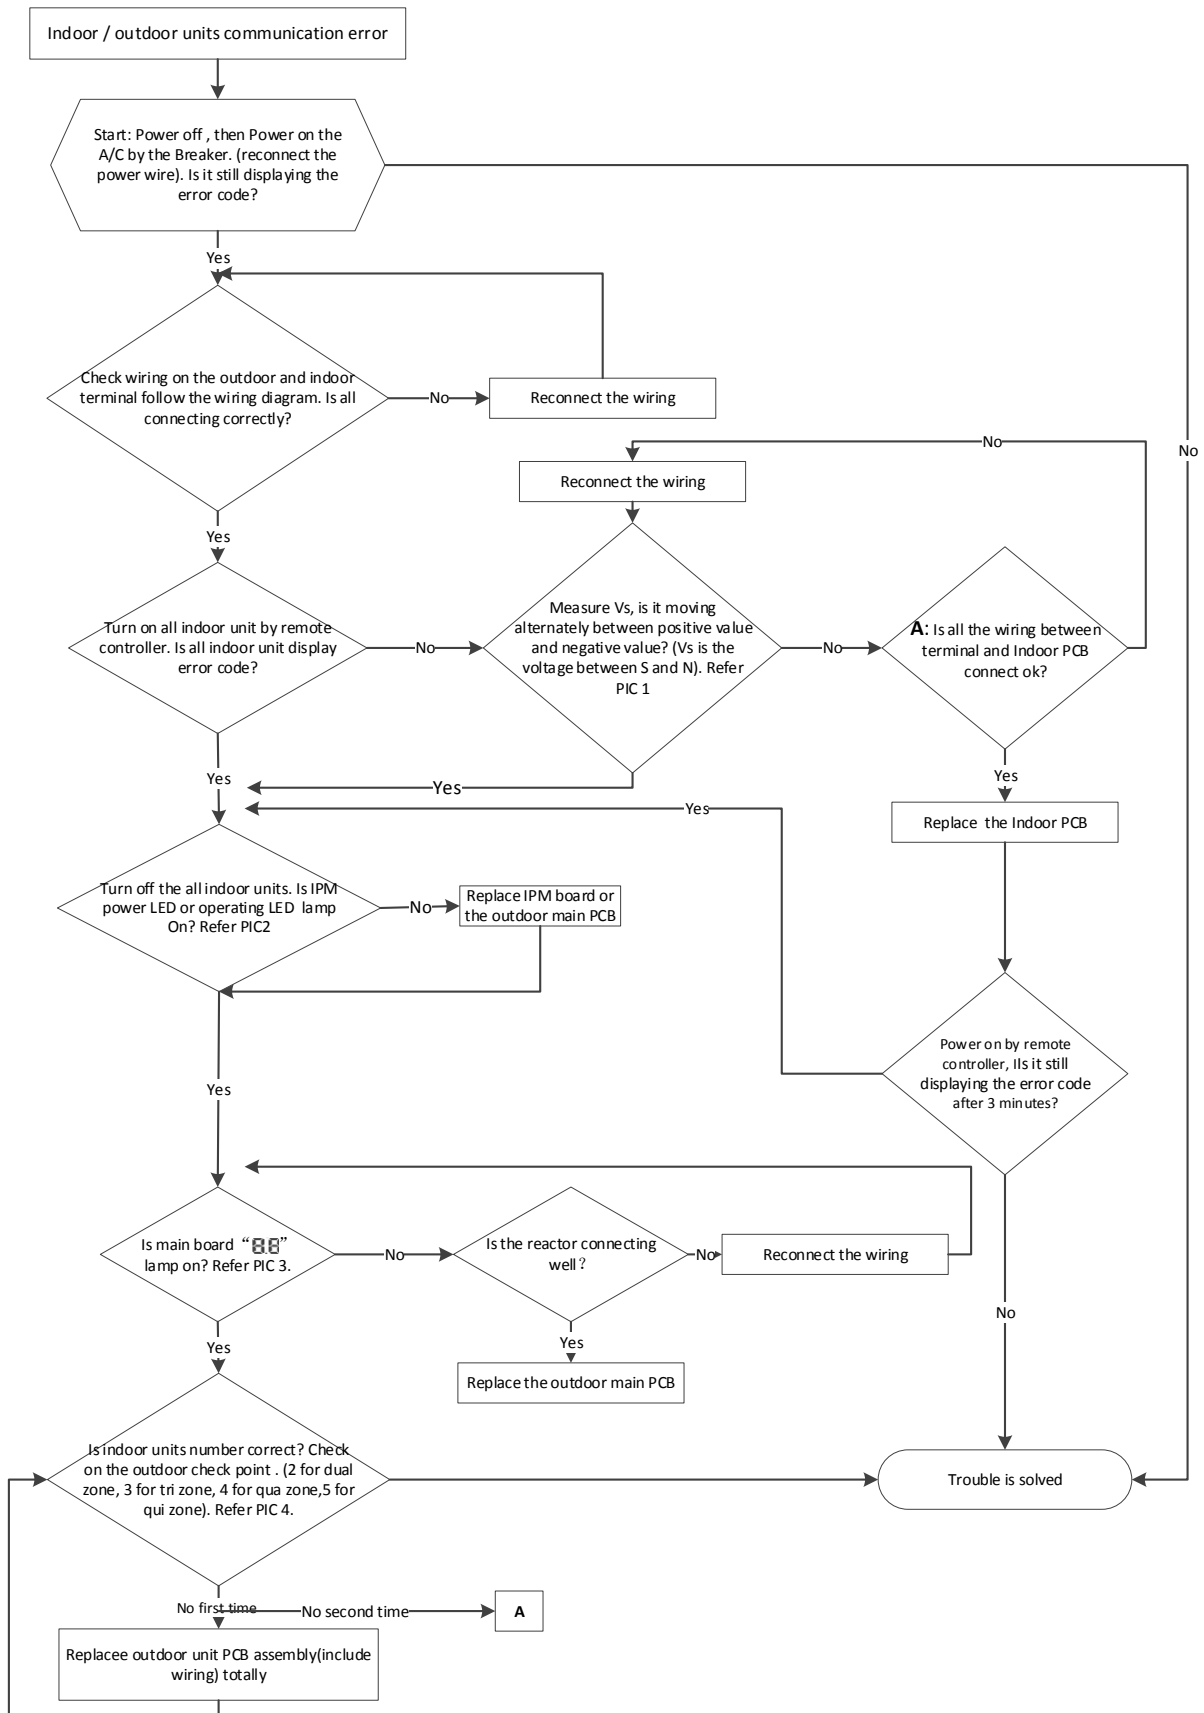 Indoor / outdoor units communication error
Start: Power off , then Power on the
A/C by the Breaker. (reconnect the
power wire). Is it still displaying the
error code?
Yes
No
Check wiring on the outdoor and indoor
terminal follow the wiring diagram. Is all
connecting correctly?
No
Reconnect the wiring
Yes
No
Reconnect the wiring
Turn on all indoor unit by remote
controller. Is all indoor unit display
error code?
No
Measure Vs, is it moving
alternately between positive value
and negative value? (Vs is the
voltage between S and N). Refer
PIC 1
No
A: Is all the wiring between
terminal and Indoor PCB
connect ok?
Yes
Yes
Yes
Yes
Replace the Indoor PCB
Turn off the all indoor units. Is IPM
power LED or operating LED lamp
On? Refer PIC2
No
Replace IPM board or
the outdoor main PCB
Yes
Power on by remote
controller, IIs it still
displaying the error code
after 3 minutes?
No
Is main board “8.8”
lamp on? Refer PIC 3.
No
Is the reactor connecting
well?
No
Reconnect the wiring
Yes
Yes
Replace the outdoor main PCB
Is indoor units number correct? Check
on the outdoor check point . (2 for dual
zone, 3 for tri zone, 4 for qua zone,5 for
qui zone). Refer PIC 4.
Trouble is solved
No first time
No second time
A
Replacee outdoor unit PCB assembly(include
wiring) totally